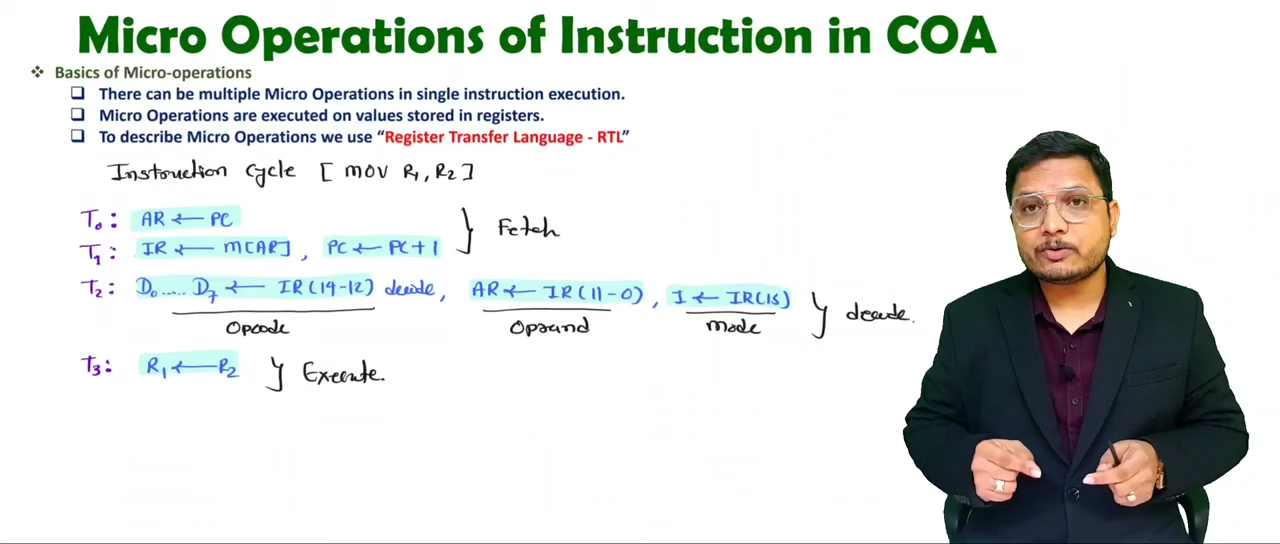 Micro Operations of Instruction in COA
❖ Basics of Micro-operations
❑ There can be multiple Micro Operations in single instruction execution.
❑ Micro Operations are executed on values stored in registers.
❑ To describe Micro Operations we use “Register Transfer Language - RTL”
Instruction Cycle [ MOV R1, R2 ]
T0: AR ← PC
T1: IR ← M[AR], PC ← PC+1 } Fetch
T2: D0 ..... D7 ← IR(14-12) decode, AR ← IR(11-0), I ← IR(15) } decode.
Opcode Operand Mode
T3: R1 ← R2 } Execute.